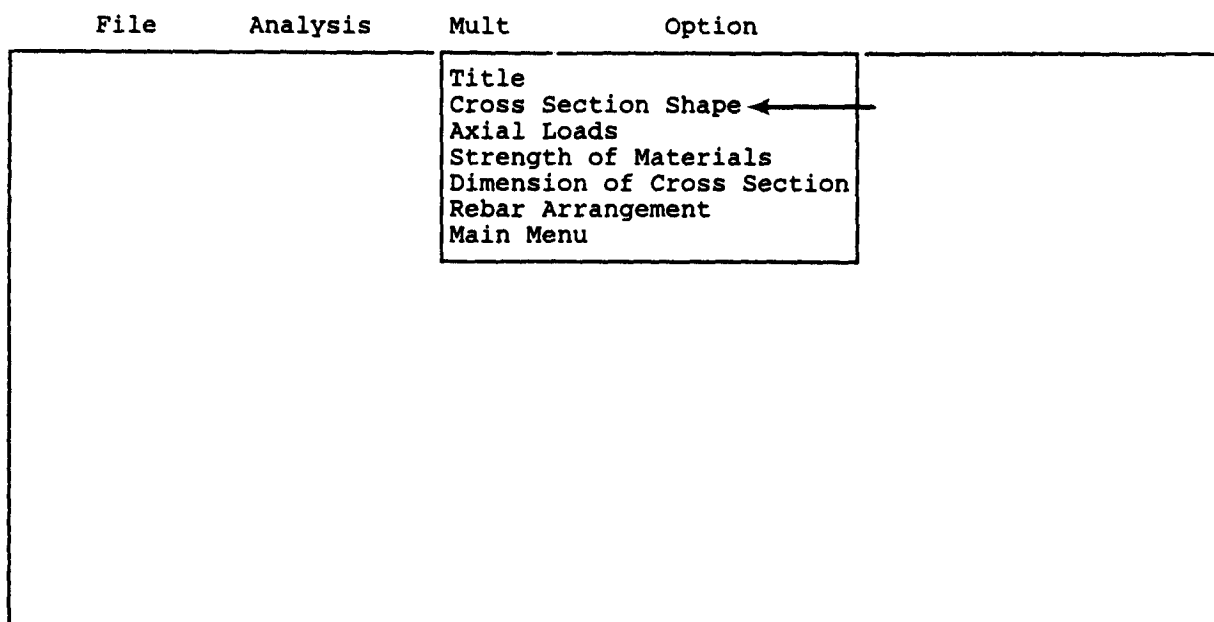 File Analysis Mult Option
Title
Cross Section Shape
Axial Loads
Strength of Materials
Dimension of Cross Section
Rebar Arrangement
Main Menu